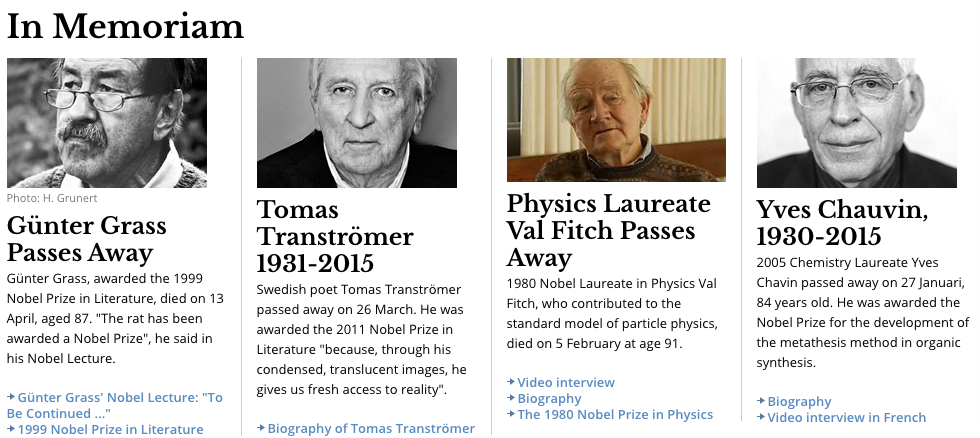 In Memoriam
Photo: H. Grunert
Günter Grass
Passes Away
Günter Grass, awarded the 1999
Nobel Prize in Literature, died on 13
April, aged 87. "The rat has been
awarded a Nobel Prize", he said in
his Nobel Lecture.
Günter Grass' Nobel Lecture: "To
Be Continued ..."
1999 Nobel Prize in Literature
Tomas
Tranströmer
1931-2015
Swedish poet Tomas Tranströmer
passed away on 26 March. He was
awarded the 2011 Nobel Prize in
Literature "because, through his
condensed, translucent images, he
gives us fresh access to reality".
Biography of Tomas Tranströmer
Physics Laureate
Val Fitch Passes
Away
1980 Nobel Laureate in Physics Val
Fitch, who contributed to the
standard model of particle physics,
died on 5 February at age 91.
Video interview
Biography
The 1980 Nobel Prize in Physics
Yves Chauvin,
1930-2015
2005 Chemistry Laureate Yves
Chavin passed away on 27 Januari,
84 years old. He was awarded the
Nobel Prize for the development of
the metathesis method in organic
synthesis.
Biography
Video interview in French